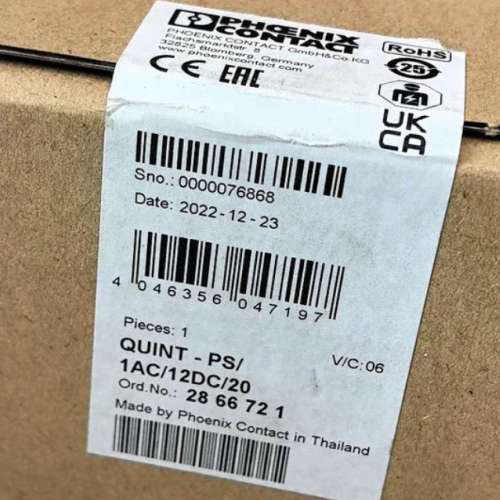 PHOENIX
CONTACT
PHOENIX CONTACT GmbH&Co.KG
Flachsmarktstr. 8
32825 Blomberg, Germany
www.phoenixcontact.com
RoHS
25
CE EAC
UK
CA
Sno.: 0000076868
Date: 2022-12-23
4 046356 047197
Pieces: 1
QUINT - PS/
1AC/12DC/20
V/C: 06
Ord.No.: 28 66 72 1
Made by Phoenix Contact in Thailand